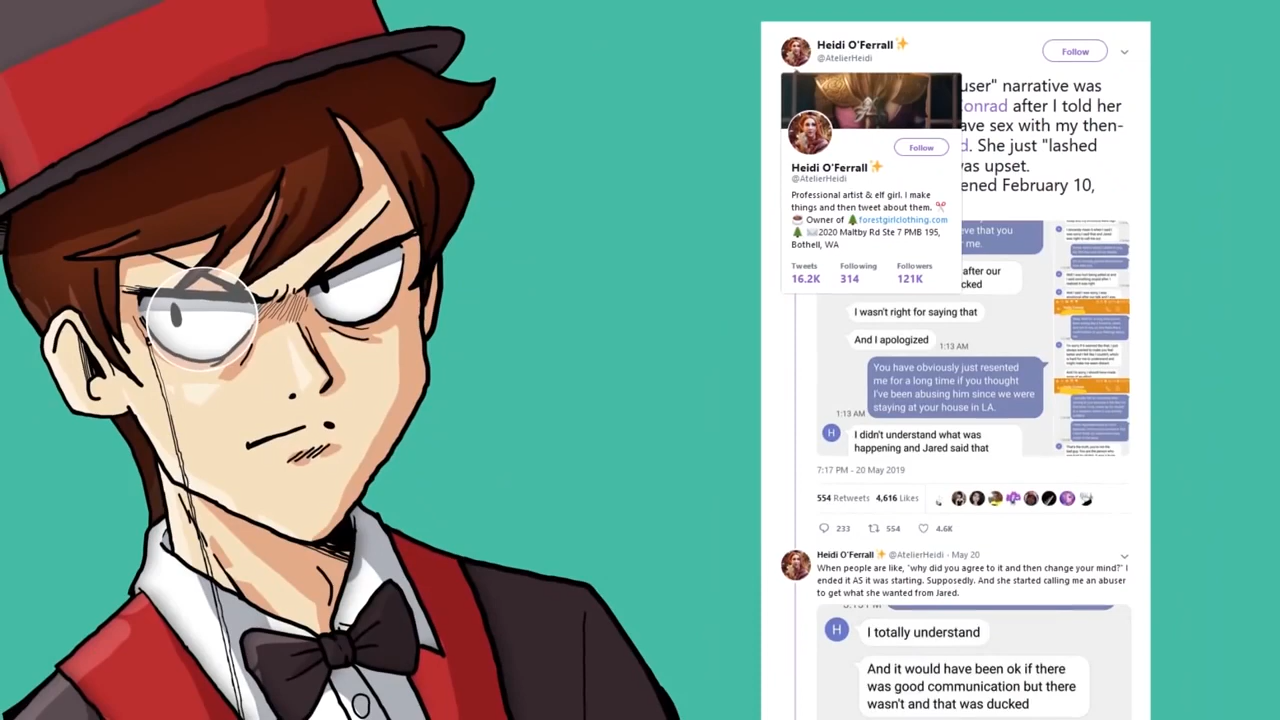 Heidi O'Ferrall
@AtelierHeidi
Follow
user" narrative was
onrad after I told her
ave sex with my then-
d. She just "lashed
was upset.
ened February 10,
Follow
Heidi O'Ferrall
@AtelierHeidi
Professional artist & elf girl. I make
things and then tweet about them.
Owner of forestgirlclothing.com
2020 Maltby Rd Ste 7 PMB 195,
Bothell, WA
Tweets Following Followers
16.2K 314 121K
eve that you
me.
after our
cked
I wasn't right for saying that
And I apologized
1:13 AM
You have obviously just resented
me for a long time if you thought
I've been abusing him since we were
staying at your house in LA.
1:13 AM
H
I didn't understand what was
happening and Jared said that
7:17 PM - 20 May 2019
554 Retweets 4,616 Likes
233 554 4.6K
Heidi O'Ferrall @AtelierHeidi - May 20
When people are like, "why did you agree to it and then change your mind?" I
ended it AS it was starting. Supposedly. And she started calling me an abuser
to get what she wanted from Jared.
H
I totally understand
And it would have been ok if there
was good communication but there
wasn't and that was ducked